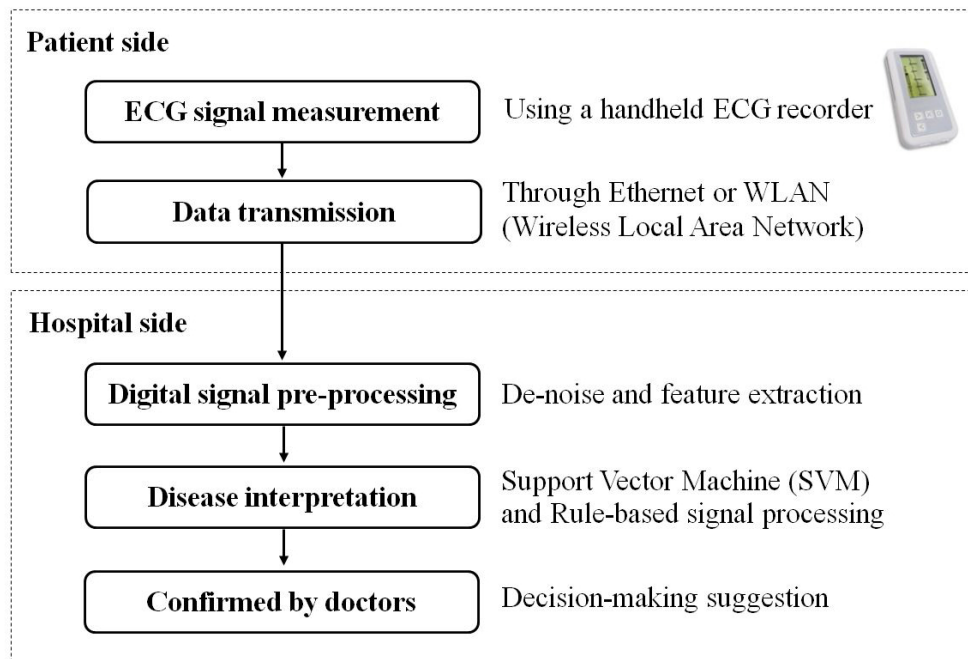 Patient side
ECG signal measurement
Using a handheld ECG recorder
Data transmission
Through Ethernet or WLAN
(Wireless Local Area Network)
Hospital side
Digital signal pre-processing
De-noise and feature extraction
Disease interpretation
Support Vector Machine (SVM)
and Rule-based signal processing
Confirmed by doctors
Decision-making suggestion